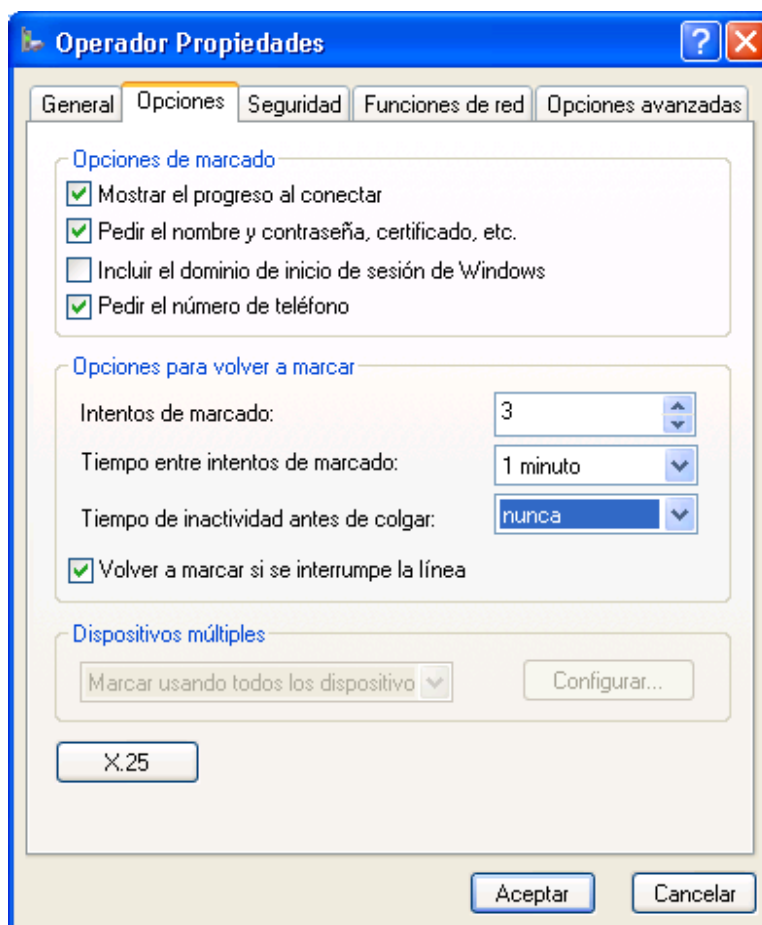 Operador Propiedades
General Opciones Seguridad Funciones de red Opciones avanzadas
Opciones de marcado
Mostrar el progreso al conectar
Pedir el nombre y contraseña, certificado, etc.
Incluir el dominio de inicio de sesión de Windows
Pedir el número de teléfono
Opciones para volver a marcar
Intentos de marcado: 3
Tiempo entre intentos de marcado: 1 minuto
Tiempo de inactividad antes de colgar: nunca
Volver a marcar si se interrumpe la línea
Dispositivos múltiples
Marcar usando todos los dispositivo Configurar...
X.25
Aceptar Cancelar